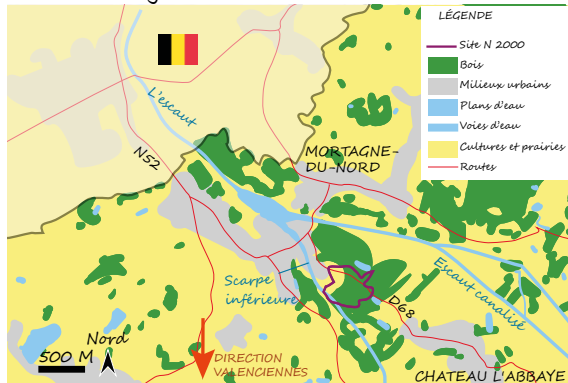 LÉGENDE
Site N 2000
Bois
Milieux urbains
Plans d'eau
Voies d'eau
Cultures et prairies
Routes
L'escaut
N52
MORTAGNE-
DU-NORD
Scarpe
inférieure
Escaut canalisé
D68
Nord
500 M
DIRECTION
VALENCIENNES
CHATEAU L'ABBAYE